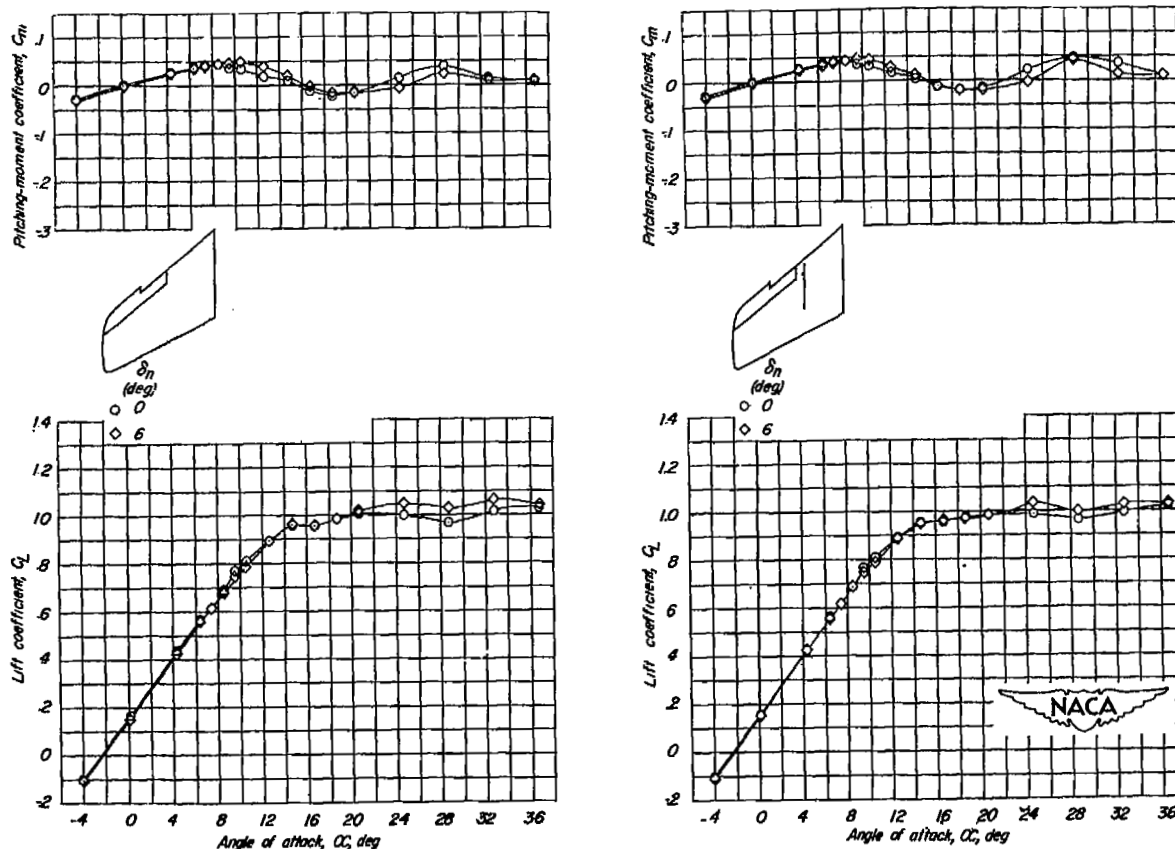 Pitching-moment coefficient, Cm
.1
0
-.1
-.2
-.3
δn
(deg)
○ 0
◇ 6
Lift coefficient, CL
1.4
1.2
1.0
.8
.6
.4
.2
0
-.2
-4 0 4 8 12 16 20 24 28 32 36
Angle of attack, α, deg
Pitching-moment coefficient, Cm
.1
0
-.1
-.2
-.3
δn
(deg)
○ 0
◇ 6
Lift coefficient, CL
1.4
1.2
1.0
.8
.6
.4
.2
0
-.2
-4 0 4 8 12 16 20 24 28 32 36
Angle of attack, α, deg
NACA